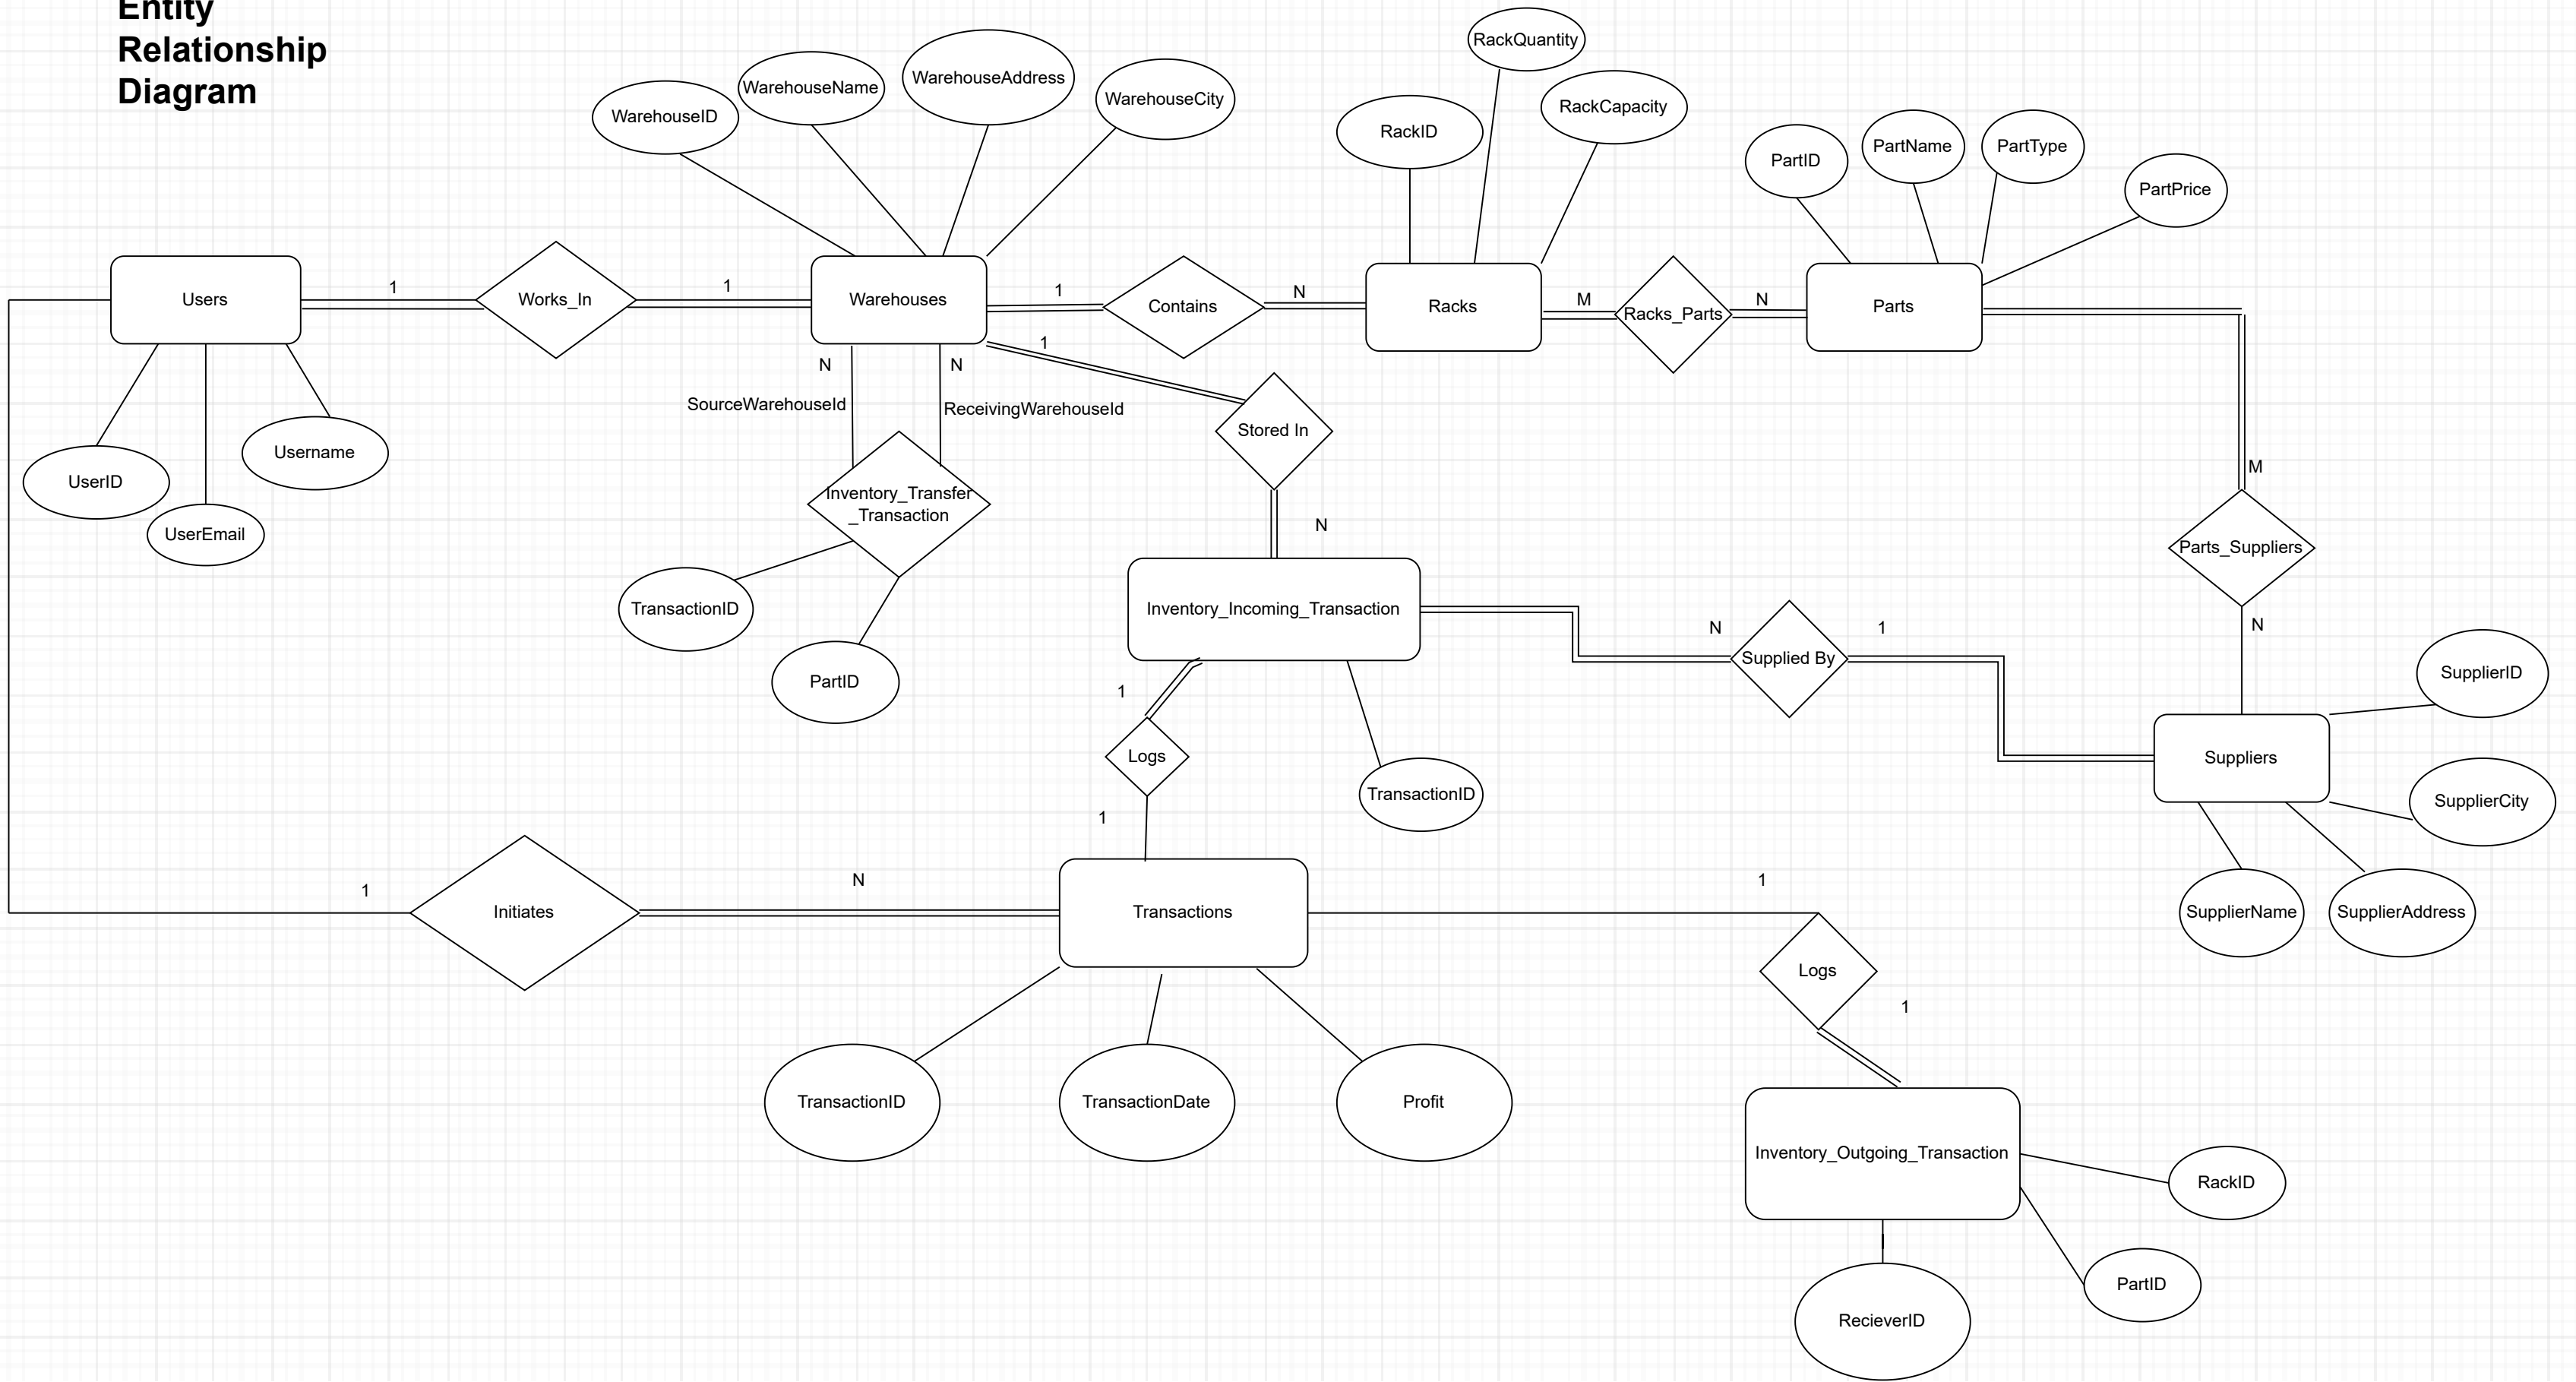 Entity
Relationship
Diagram
RackQuantity
WarehouseAddress
WarehouseName
WarehouseCity
RackCapacity
WarehouseID
RackID
PartName
PartType
PartID
PartPrice
Users
1
Works_In
1
Warehouses
1
Contains
N
Racks
M
Racks_Parts
N
Parts
1
N
N
SourceWarehouseId
ReceivingWarehouseId
Stored In
Username
UserID
UserEmail
M
Inventory_Transfer
_Transaction
N
Parts_Suppliers
TransactionID
Inventory_Incoming_Transaction
N
1
N
Supplied By
SupplierID
PartID
1
Logs
Suppliers
TransactionID
SupplierCity
1
1
N
1
Initiates
Transactions
SupplierName
SupplierAddress
Logs
1
TransactionID
TransactionDate
Profit
Inventory_Outgoing_Transaction
RackID
PartID
RecieverID